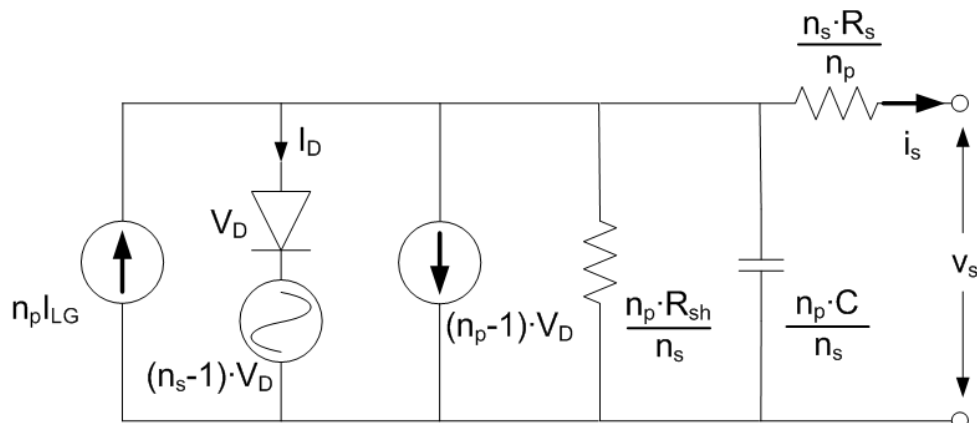 n_s·R_s
n_p
I_D
i_s
V_D
v_s
n_pI_LG
(n_s-1)·V_D
(n_p-1)·V_D
n_p·R_sh
n_s
n_p·C
n_s